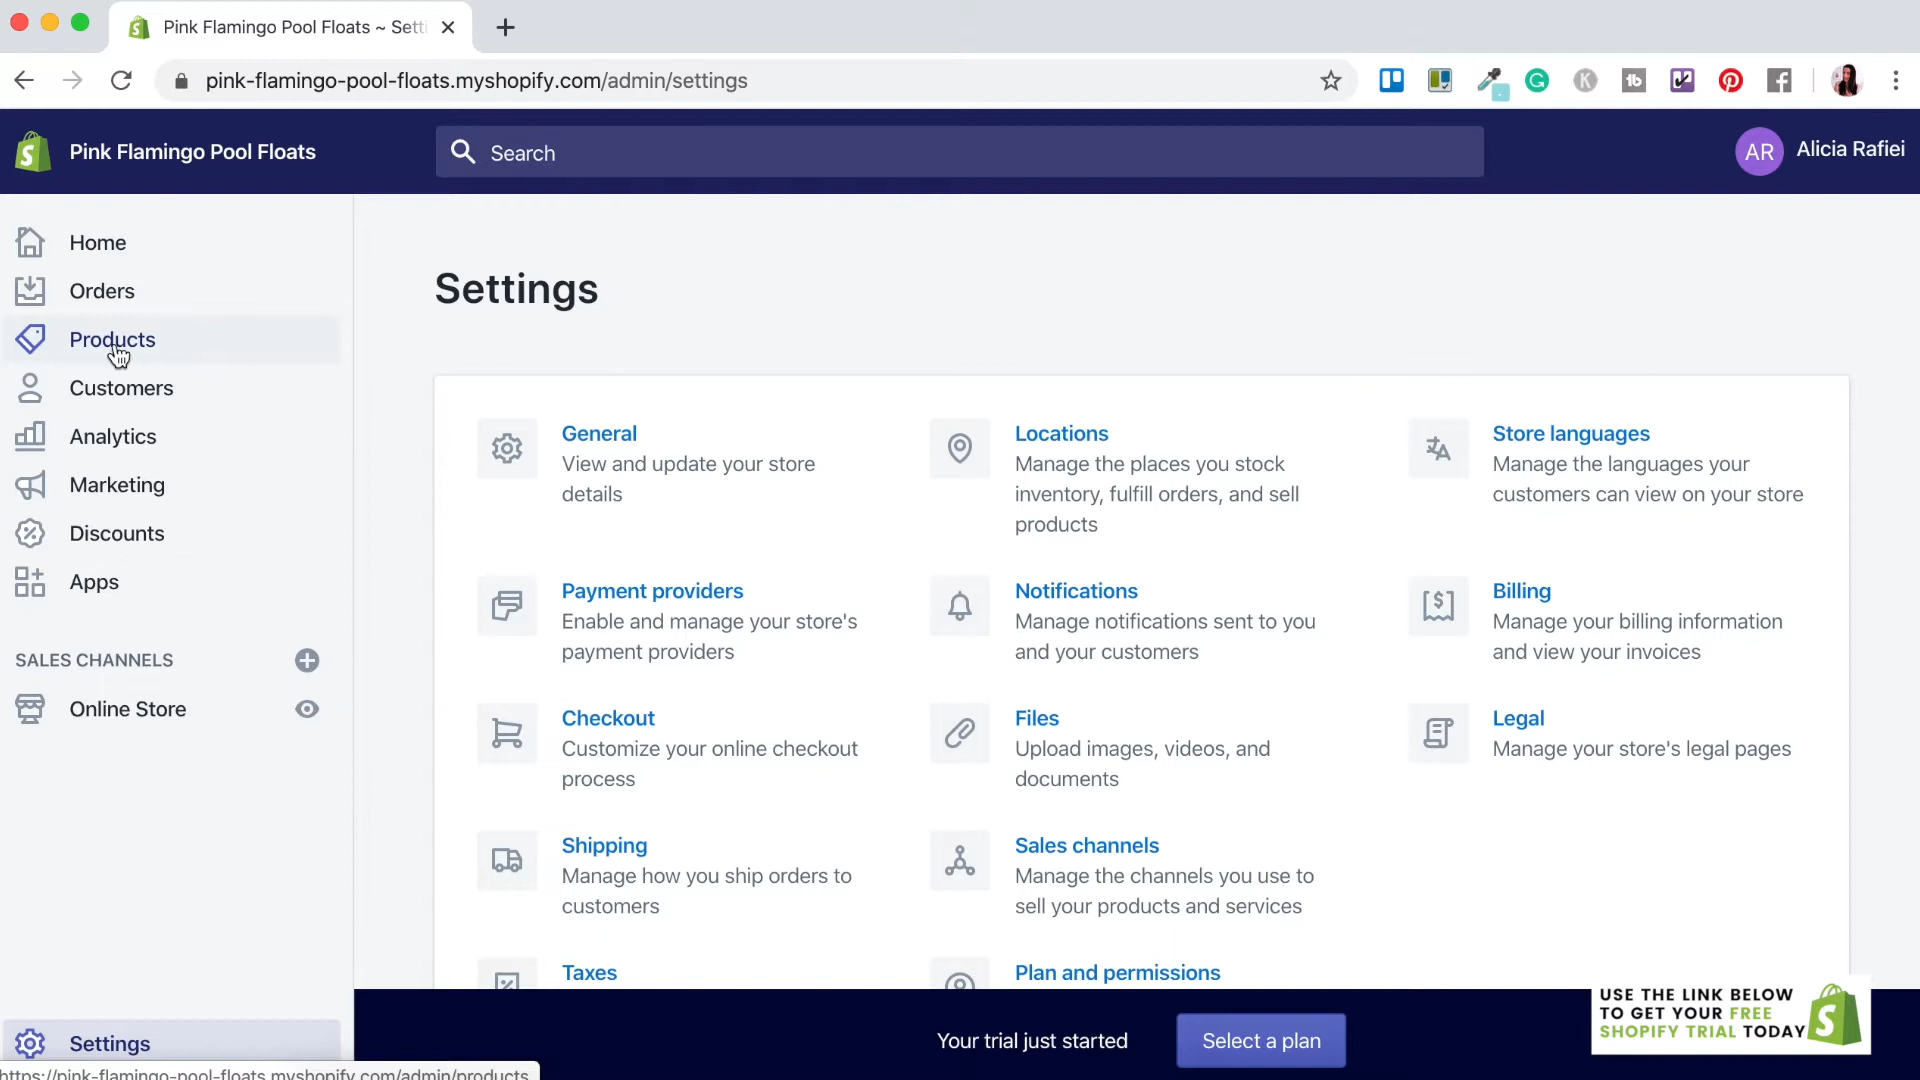 Pink Flamingo Pool Floats ~ Setti
pink-flamingo-pool-floats.myshopify.com/admin/settings
Pink Flamingo Pool Floats
Search
AR
Alicia Rafiei
Home
Orders
Products
Customers
Analytics
Marketing
Discounts
Apps
SALES CHANNELS
Online Store
Settings
Settings
General
View and update your store
details
Locations
Manage the places you stock
inventory, fulfill orders, and sell
products
Store languages
Manage the languages your
customers can view on your store
Payment providers
Enable and manage your store's
payment providers
Notifications
Manage notifications sent to you
and your customers
Billing
Manage your billing information
and view your invoices
Checkout
Customize your online checkout
process
Files
Upload images, videos, and
documents
Legal
Manage your store's legal pages
Shipping
Manage how you ship orders to
customers
Sales channels
Manage the channels you use to
sell your products and services
Taxes
Plan and permissions
Your trial just started
Select a plan
USE THE LINK BELOW
TO GET YOUR FREE
SHOPIFY TRIAL TODAY
https://pink-flamingo-pool-floats.myshopify.com/admin/products